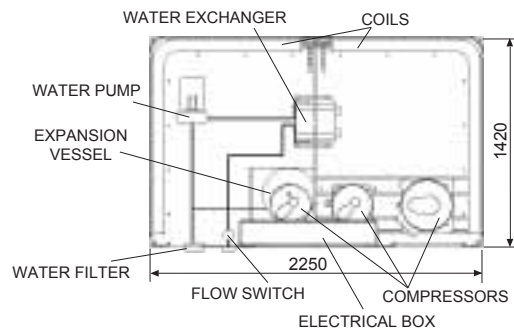 WATER EXCHANGER
COILS
WATER PUMP
EXPANSION
VESSEL
1420
WATER FILTER
2250
FLOW SWITCH
COMPRESSORS
ELECTRICAL BOX